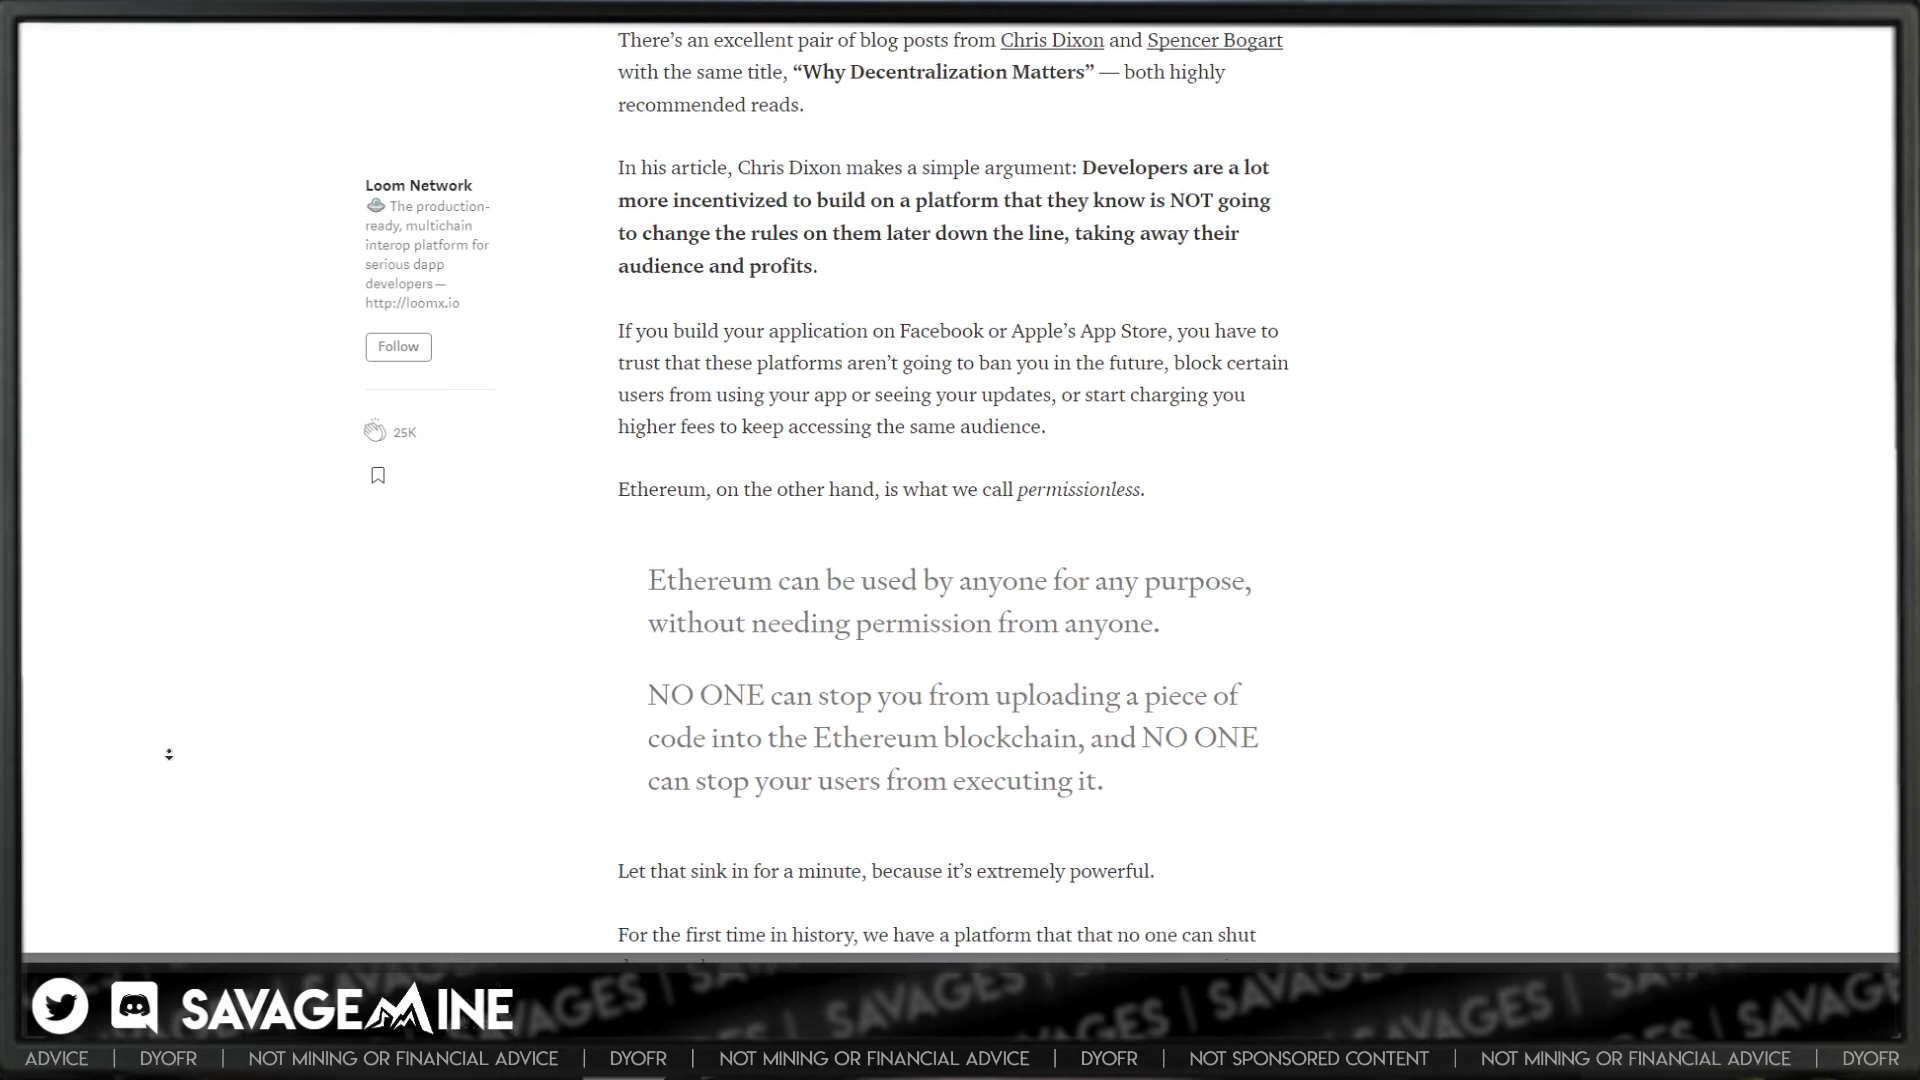 There’s an excellent pair of blog posts from Chris Dixon and Spencer Bogart
with the same title, “Why Decentralization Matters” — both highly
recommended reads.
In his article, Chris Dixon makes a simple argument: Developers are a lot
more incentivized to build on a platform that they know is NOT going
to change the rules on them later down the line, taking away their
audience and profits.
Loom Network
The production-
ready, multichain
interop platform for
serious dapp
developers—
http://loomx.io
Follow
25K
If you build your application on Facebook or Apple’s App Store, you have to
trust that these platforms aren’t going to ban you in the future, block certain
users from using your app or seeing your updates, or start charging you
higher fees to keep accessing the same audience.
Ethereum, on the other hand, is what we call permissionless.
Ethereum can be used by anyone for any purpose,
without needing permission from anyone.
NO ONE can stop you from uploading a piece of
code into the Ethereum blockchain, and NO ONE
can stop your users from executing it.
Let that sink in for a minute, because it’s extremely powerful.
For the first time in history, we have a platform that that no one can shut
SAVAGEMINE
SAVAGES | SAVAGES | SAVAGES | SAVAGES | SAVAGES | SAVAGE
ADVICE | DYOFR | NOT MINING OR FINANCIAL ADVICE | DYOFR | NOT MINING OR FINANCIAL ADVICE | DYOFR | NOT SPONSORED CONTENT | NOT MINING OR FINANCIAL ADVICE | DYOFR